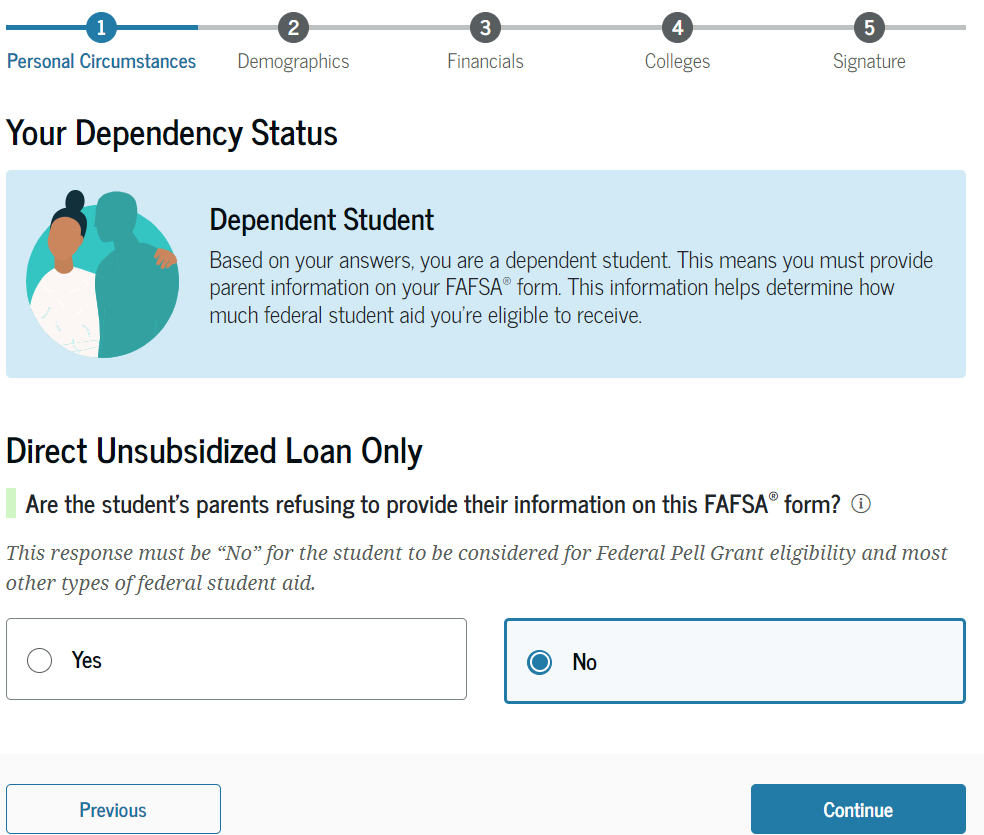 1 2 3 4 5
Personal Circumstances Demographics Financials Colleges Signature
Your Dependency Status
Dependent Student
Based on your answers, you are a dependent student. This means you must provide
parent information on your FAFSA® form. This information helps determine how
much federal student aid you’re eligible to receive.
Direct Unsubsidized Loan Only
Are the student’s parents refusing to provide their information on this FAFSA® form? ⓘ
This response must be “No” for the student to be considered for Federal Pell Grant eligibility and most
other types of federal student aid.
Yes No
Previous Continue